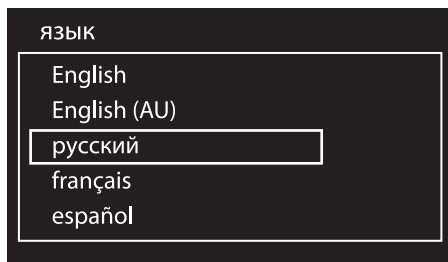 язык
English
English (AU)
русский
français
español